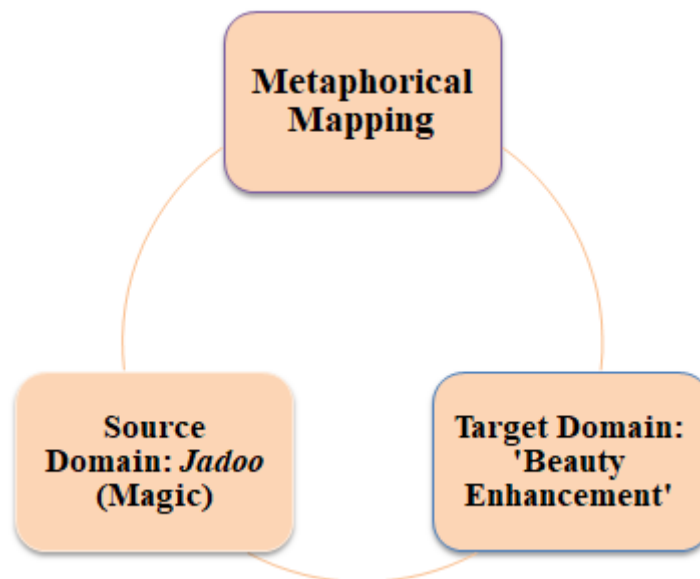 Metaphorical
Mapping
Source
Domain: Jadoo
(Magic)
Target Domain:
'Beauty
Enhancement'